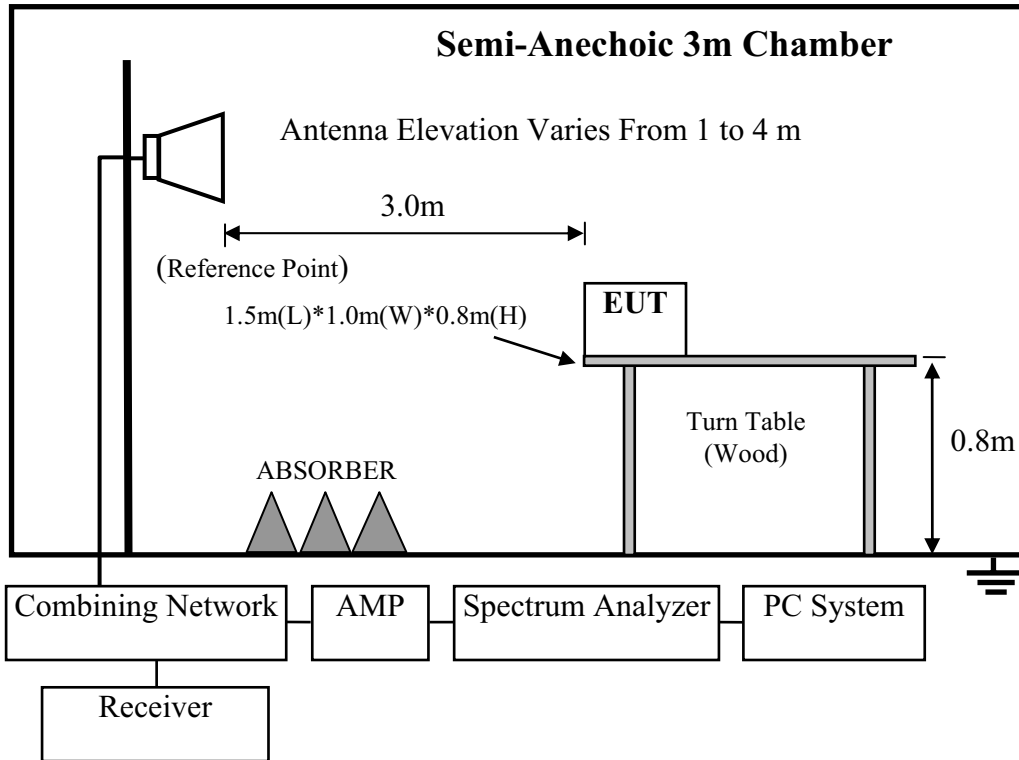 Semi-Anechoic 3m Chamber
Antenna Elevation Varies From 1 to 4 m
3.0m
(Reference Point)
1.5m(L)*1.0m(W)*0.8m(H)
EUT
Turn Table
(Wood)
0.8m
ABSORBER
Combining Network
AMP
Spectrum Analyzer
PC System
Receiver